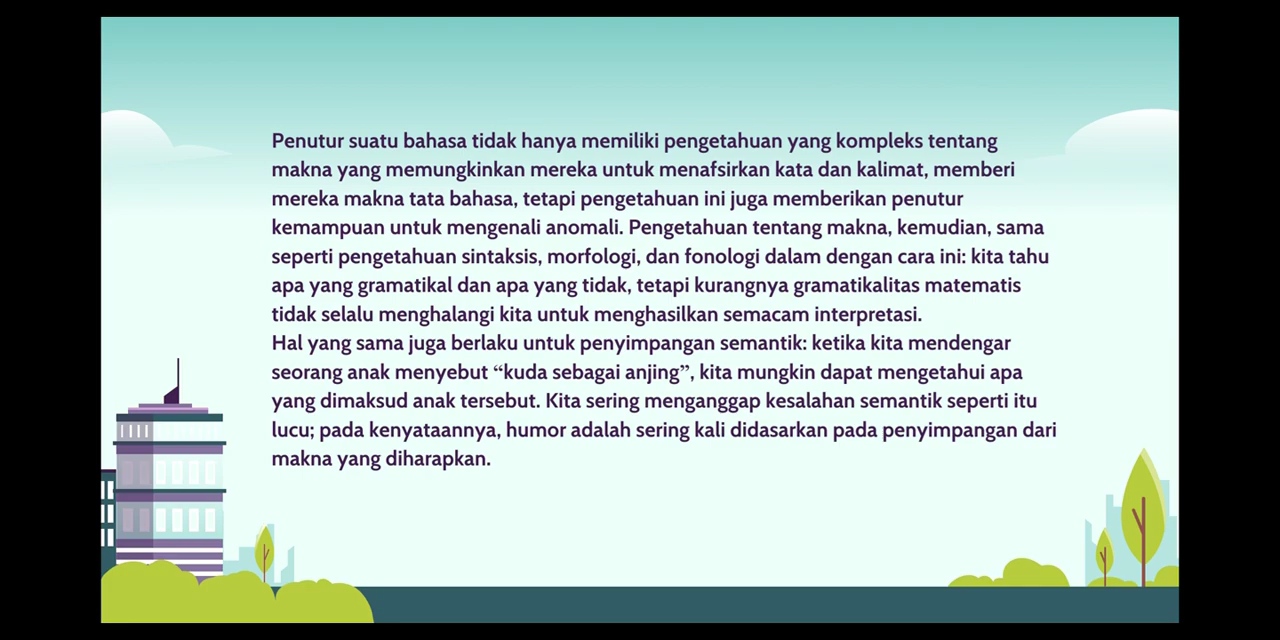 Penutur suatu bahasa tidak hanya memiliki pengetahuan yang kompleks tentang
makna yang memungkinkan mereka untuk menafsirkan kata dan kalimat, memberi
mereka makna tata bahasa, tetapi pengetahuan ini juga memberikan penutur
kemampuan untuk mengenali anomali. Pengetahuan tentang makna, kemudian, sama
seperti pengetahuan sintaksis, morfologi, dan fonologi dalam dengan cara ini: kita tahu
apa yang gramatikal dan apa yang tidak, tetapi kurangnya gramatikalitas matematis
tidak selalu menghalangi kita untuk menghasilkan semacam interpretasi.
Hal yang sama juga berlaku untuk penyimpangan semantik: ketika kita mendengar
seorang anak menyebut “kuda sebagai anjing”, kita mungkin dapat mengetahui apa
yang dimaksud anak tersebut. Kita sering menganggap kesalahan semantik seperti itu
lucu; pada kenyataannya, humor adalah sering kali didasarkan pada penyimpangan dari
makna yang diharapkan.